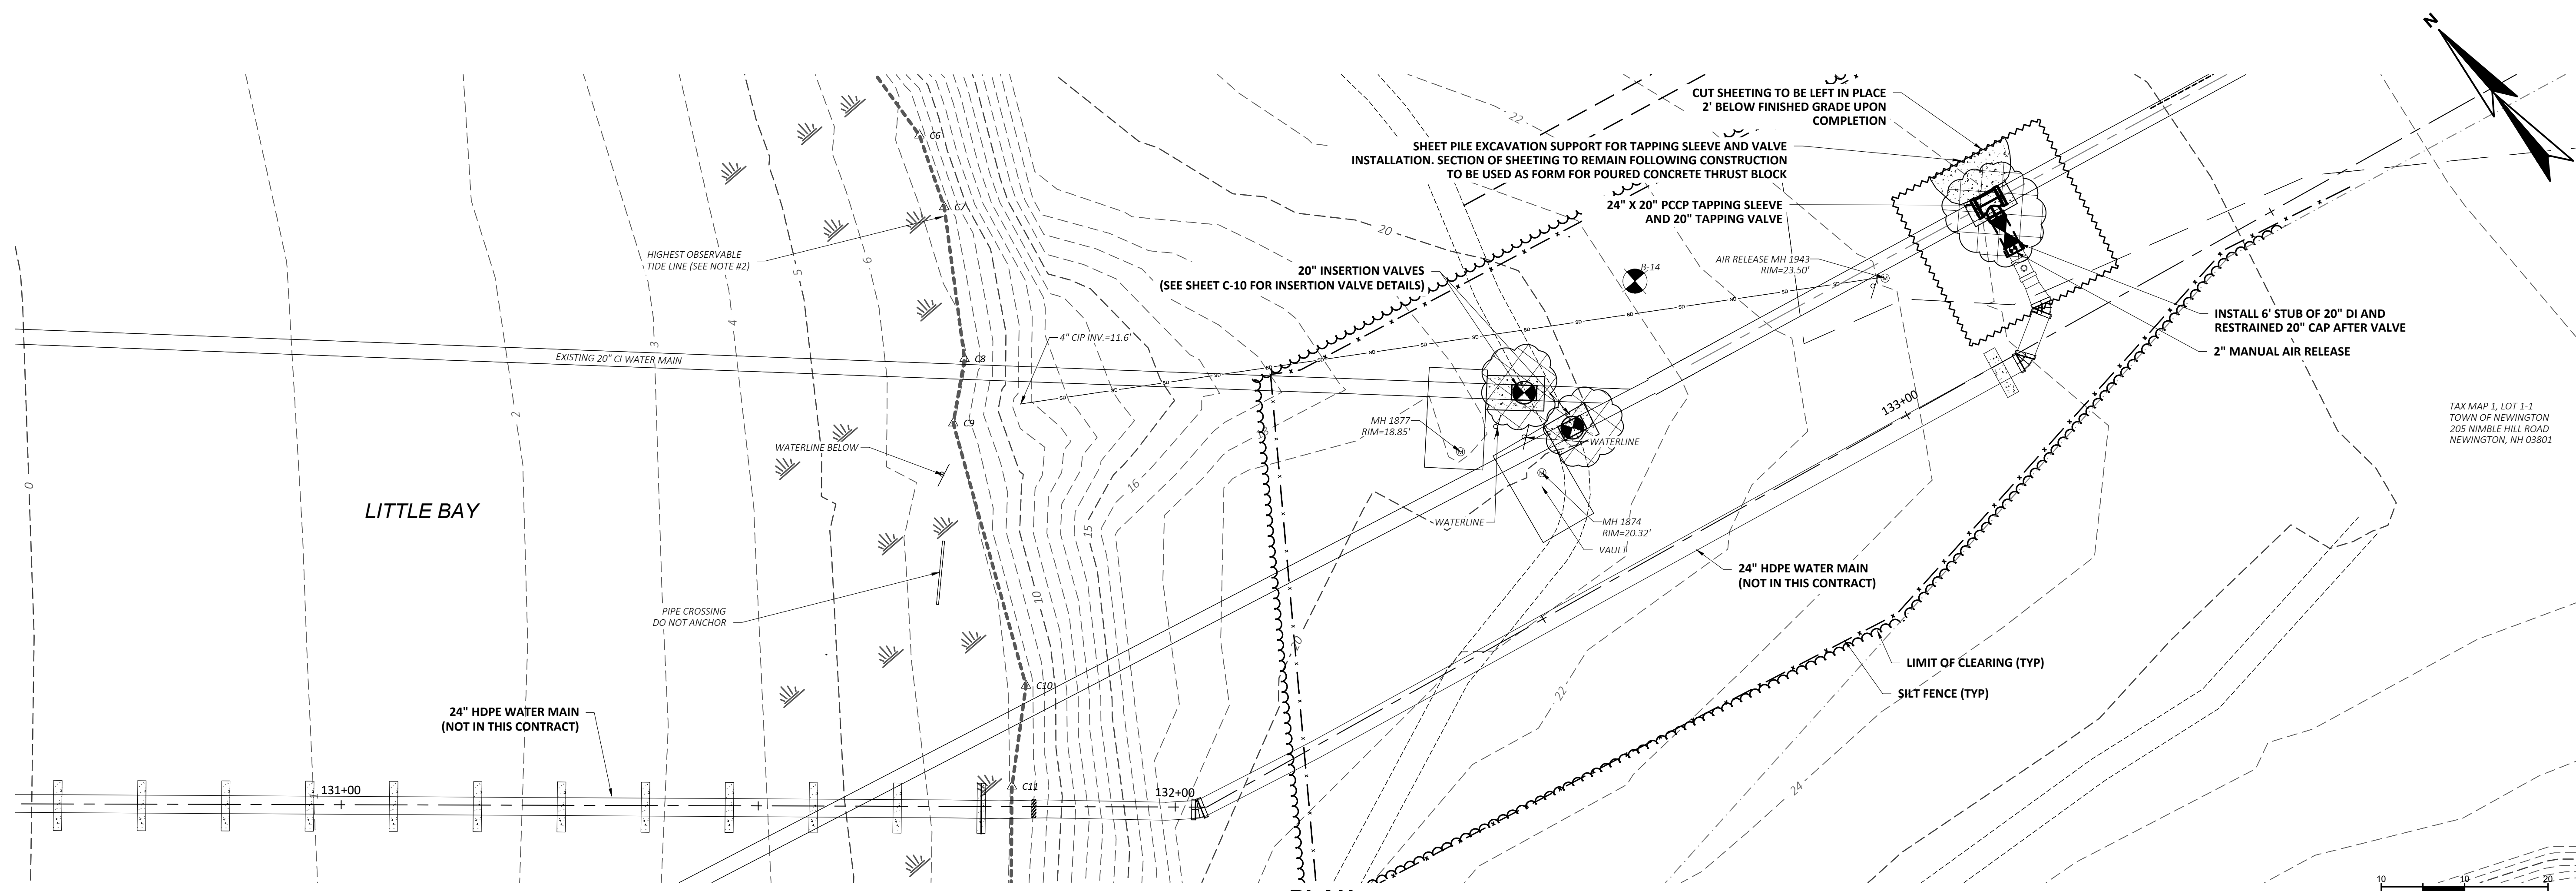 N
CUT SHEETING TO BE LEFT IN PLACE
2' BELOW FINISHED GRADE UPON
COMPLETION
SHEET PILE EXCAVATION SUPPORT FOR TAPPING SLEEVE AND VALVE
INSTALLATION. SECTION OF SHEETING TO REMAIN FOLLOWING CONSTRUCTION
TO BE USED AS FORM FOR POURED CONCRETE THRUST BLOCK
24" X 20" PCCP TAPPING SLEEVE
AND 20" TAPPING VALVE
22
20
C6
C7
HIGHEST OBSERVABLE
TIDE LINE (SEE NOTE #2)
20" INSERTION VALVES
(SEE SHEET C-10 FOR INSERTION VALVE DETAILS)
B-14
AIR RELEASE MH 1943
RIM=23.50'
INSTALL 6' STUB OF 20" DI AND
RESTRAINED 20" CAP AFTER VALVE
2" MANUAL AIR RELEASE
0
2
3
4
5
6
EXISTING 20" CI WATER MAIN
C8
4" CIP INV.=11.6'
C9
MH 1877
RIM=18.85'
WATERLINE
133+00
TAX MAP 1, LOT 1-1
TOWN OF NEWINGTON
205 NIMBLE HILL ROAD
NEWINGTON, NH 03801
WATERLINE BELOW
LITTLE BAY
16
15
10
WATERLINE
MH 1874
RIM=20.32'
VAULT
24" HDPE WATER MAIN
(NOT IN THIS CONTRACT)
PIPE CROSSING
DO NOT ANCHOR
20
22
24
LIMIT OF CLEARING (TYP)
SILT FENCE (TYP)
C10
24" HDPE WATER MAIN
(NOT IN THIS CONTRACT)
131+00
C11
132+00
10
10
20